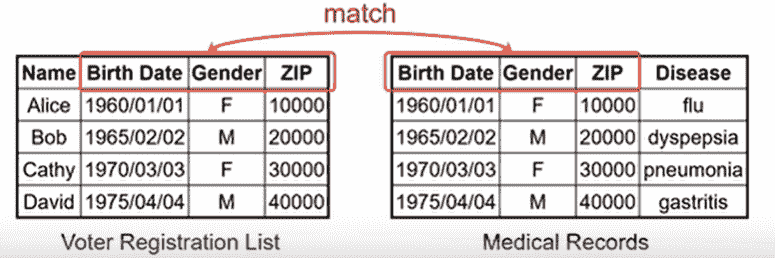 match
Name Birth Date Gender ZIP
Alice 1960/01/01 F 10000
Bob 1965/02/02 M 20000
Cathy 1970/03/03 F 30000
David 1975/04/04 M 40000
Voter Registration List
Birth Date Gender ZIP Disease
1960/01/01 F 10000 flu
1965/02/02 M 20000 dyspepsia
1970/03/03 F 30000 pneumonia
1975/04/04 M 40000 gastritis
Medical Records